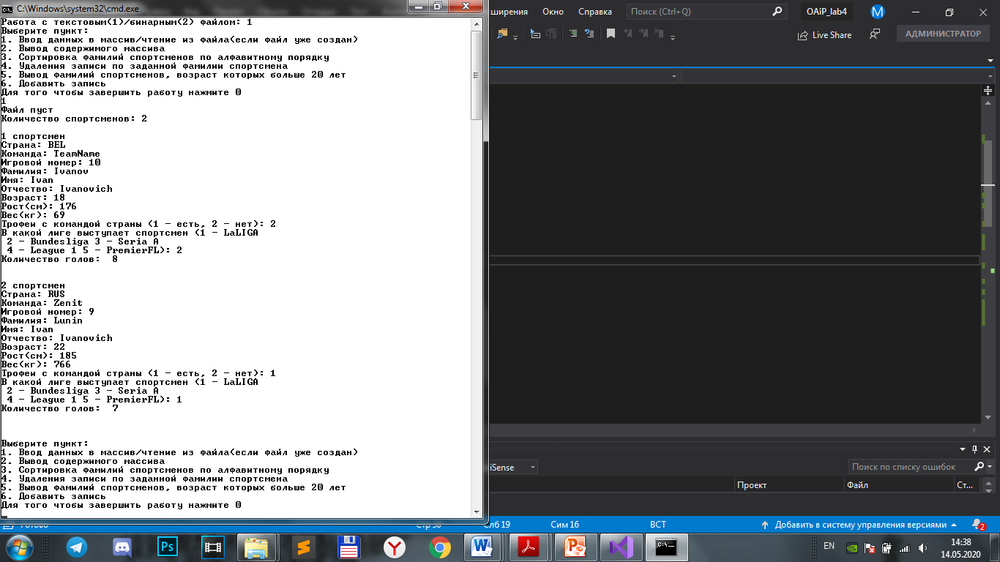 C:\Windows\system32\cmd.exe
Работа с текстовым(1)/бинарным(2) файлом: 1
Выберите пункт:
1. Ввод данных в массив/чтение из файла(если файл уже создан)
2. Вывод содержимого массива
3. Сортировка фамилий спортсменов по алфавитному порядку
4. Удаления записи по заданной фамилии спортсмена
5. Вывод фамилий спортсменов, возраст которых больше 20 лет
6. Добавить запись
Для того чтобы завершить работу нажмите 0
1
Файл пуст
Количество спортсменов: 2
1 спортсмен
Страна: BEL
Команда: TeamName
Игровой номер: 10
Фамилия: Ivanov
Имя: Ivan
Отчество: Ivanovich
Возраст: 18
Рост(см): 176
Вес(кг): 69
Трофеи с командой страны (1 - есть, 2 - нет): 2
В какой лиге выступает спортсмен (1 - LaLIGA
2 - Bundesliga 3 - Seria A
4 - League 1 5 - PremierFL): 2
Количество голов:  8
2 спортсмен
Страна: RUS
Команда: Zenit
Игровой номер: 9
Фамилия: Lunin
Имя: Ivan
Отчество: Ivanovich
Возраст: 22
Рост(см): 185
Вес(кг): 766
Трофеи с командой страны (1 - есть, 2 - нет): 1
В какой лиге выступает спортсмен (1 - LaLIGA
2 - Bundesliga 3 - Seria A
4 - League 1 5 - PremierFL): 1
Количество голов:  7
Выберите пункт:
1. Ввод данных в массив/чтение из файла(если файл уже создан)
2. Вывод содержимого массива
3. Сортировка фамилий спортсменов по алфавитному порядку
4. Удаления записи по заданной фамилии спортсмена
5. Вывод фамилий спортсменов, возраст которых больше 20 лет
6. Добавить запись
Для того чтобы завершить работу нажмите 0
ширения Окно Справка Поиск (Ctrl+Q) OAiP_lab4 M
Live Share АДМИНИСТРАТОР
iSense Поиск по списку ошибок
Проект Файл Ст...
19 Сим 16 ВСТ Добавить в систему управления версиями 2
Ps W P
EN 14:38
14.05.2020